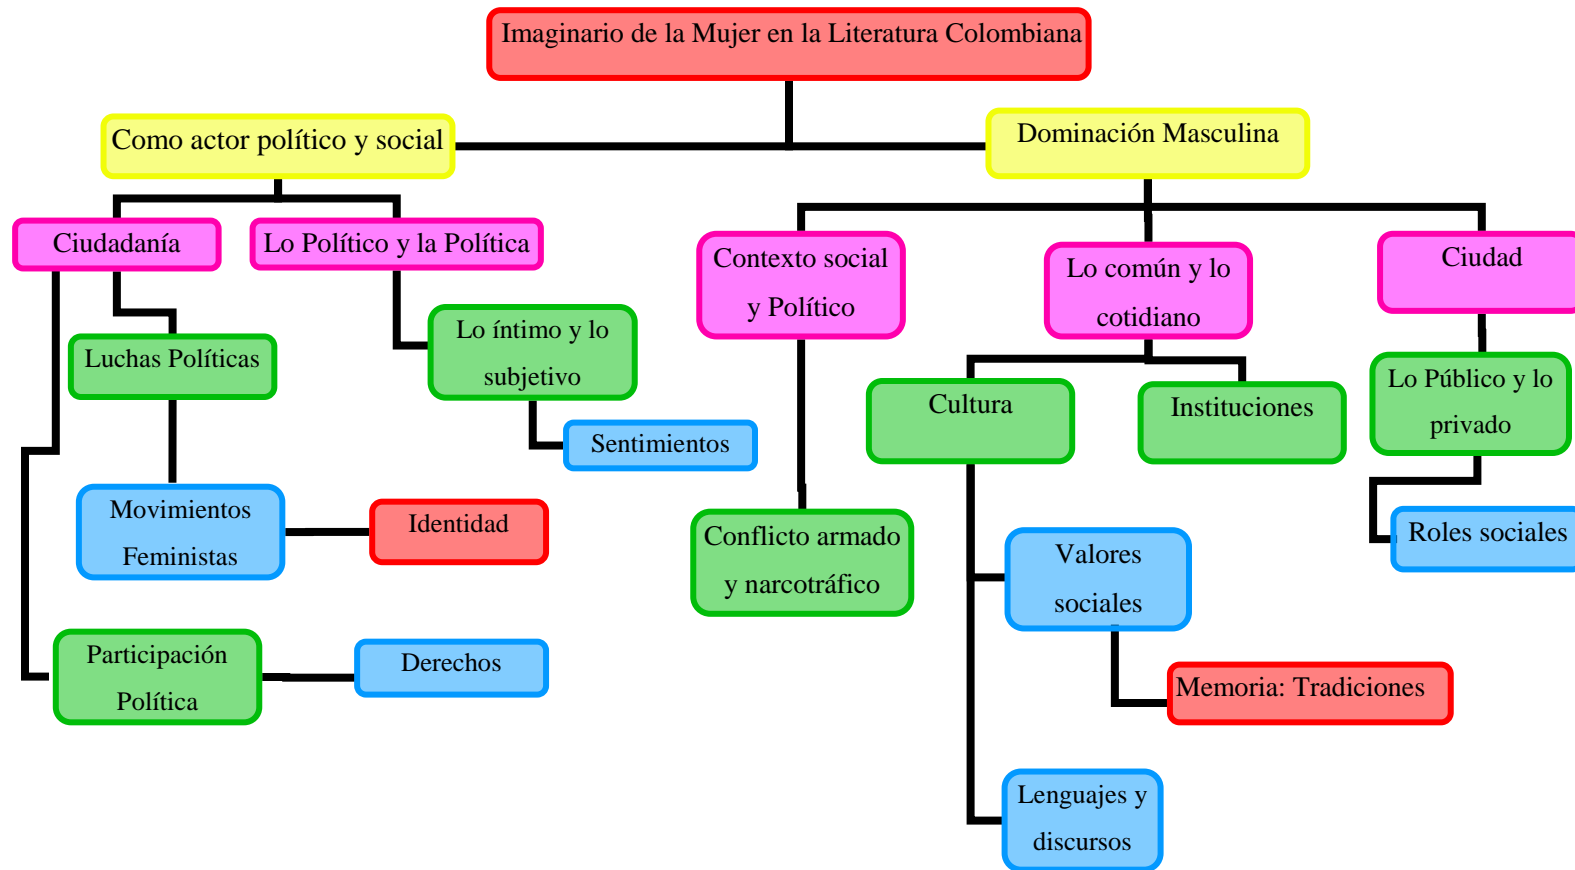 Imaginario de la Mujer en la Literatura Colombiana
Como actor político y social
Dominación Masculina
Ciudadanía
Lo Político y la Política
Contexto social
y Político
Lo común y lo
cotidiano
Ciudad
Luchas Políticas
Lo íntimo y lo
subjetivo
Cultura
Instituciones
Lo Público y lo
privado
Sentimientos
Movimientos
Feministas
Identidad
Conflicto armado
y narcotráfico
Valores
sociales
Roles sociales
Participación
Política
Derechos
Memoria: Tradiciones
Lenguajes y
discursos